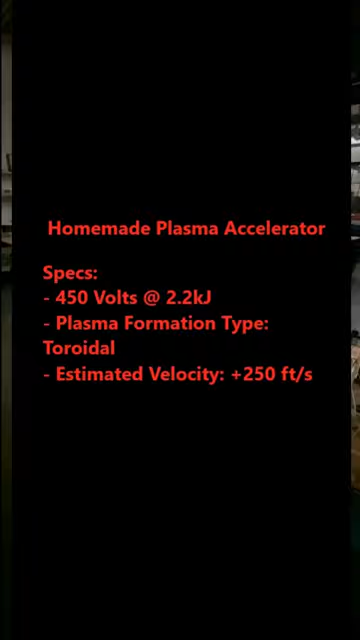 Homemade Plasma Accelerator
Specs:
- 450 Volts @ 2.2kJ
- Plasma Formation Type:
Toroidal
- Estimated Velocity: +250 ft/s